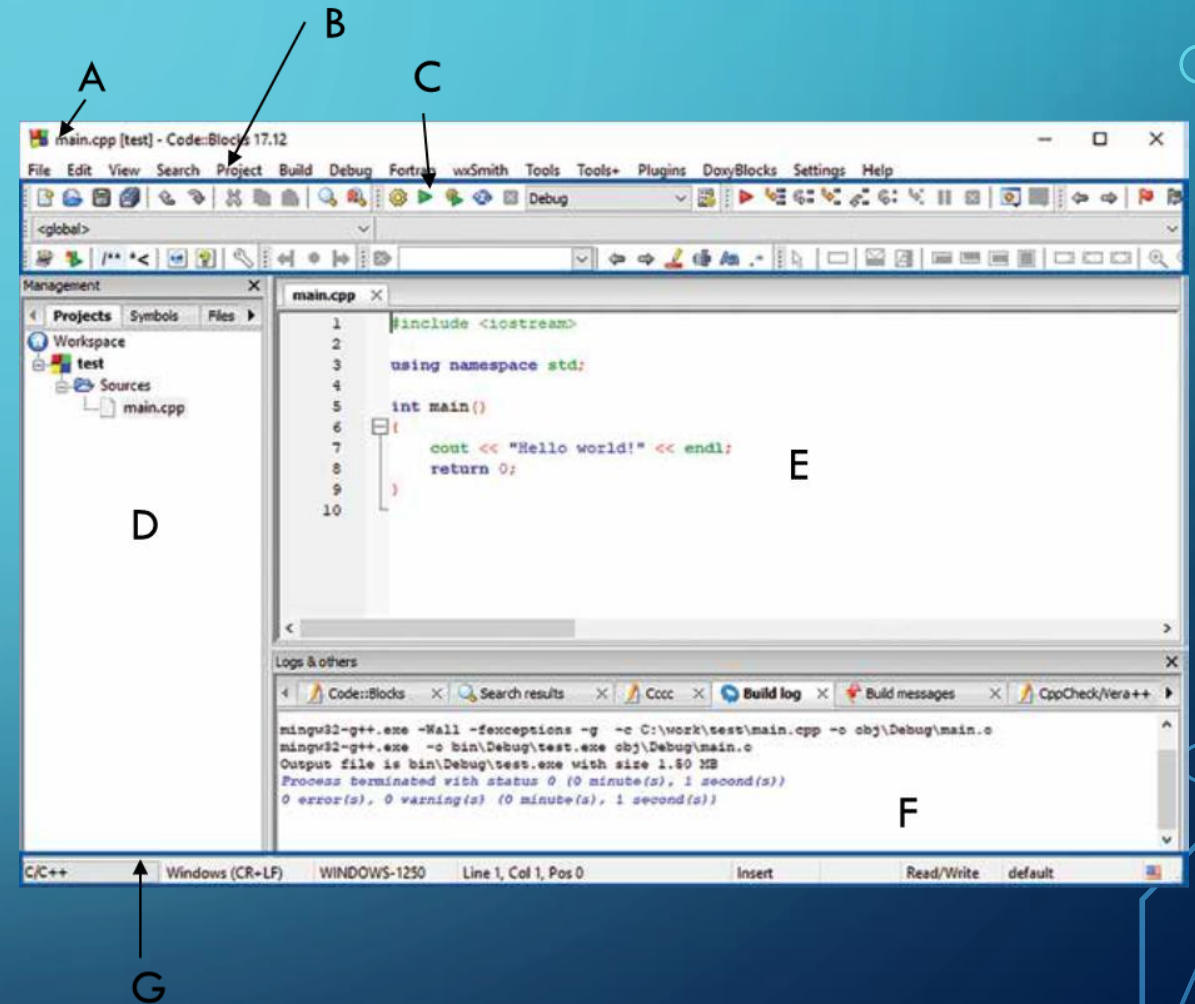 B
A
C
main.cpp [test] - Code::Blocks 17.12
File Edit View Search Project Build Debug Fortran wxSmith Tools Tools+ Plugins DoxyBlocks Settings Help
Debug
<global>
/** *<
Management
Projects Symbols Files
Workspace
test
Sources
main.cpp
D
main.cpp
1 #include <iostream>
2
3 using namespace std;
4
5 int main()
6 {
7 cout << "Hello world!" << endl;
8 return 0;
9 }
10
E
Logs & others
Code::Blocks Search results Cccc Build log Build messages CppCheck/Vera++
mingw32-g++.exe -Wall -fexceptions -g -c C:\work\test\main.cpp -o obj\Debug\main.o
mingw32-g++.exe -o bin\Debug\test.exe obj\Debug\main.o
Output file is bin\Debug\test.exe with size 1.50 MB
Process terminated with status 0 (0 minute(s), 1 second(s))
0 error(s), 0 warning(s) (0 minute(s), 1 second(s))
F
C/C++ Windows (CR+LF) WINDOWS-1250 Line 1, Col 1, Pos 0 Insert Read/Write default
G